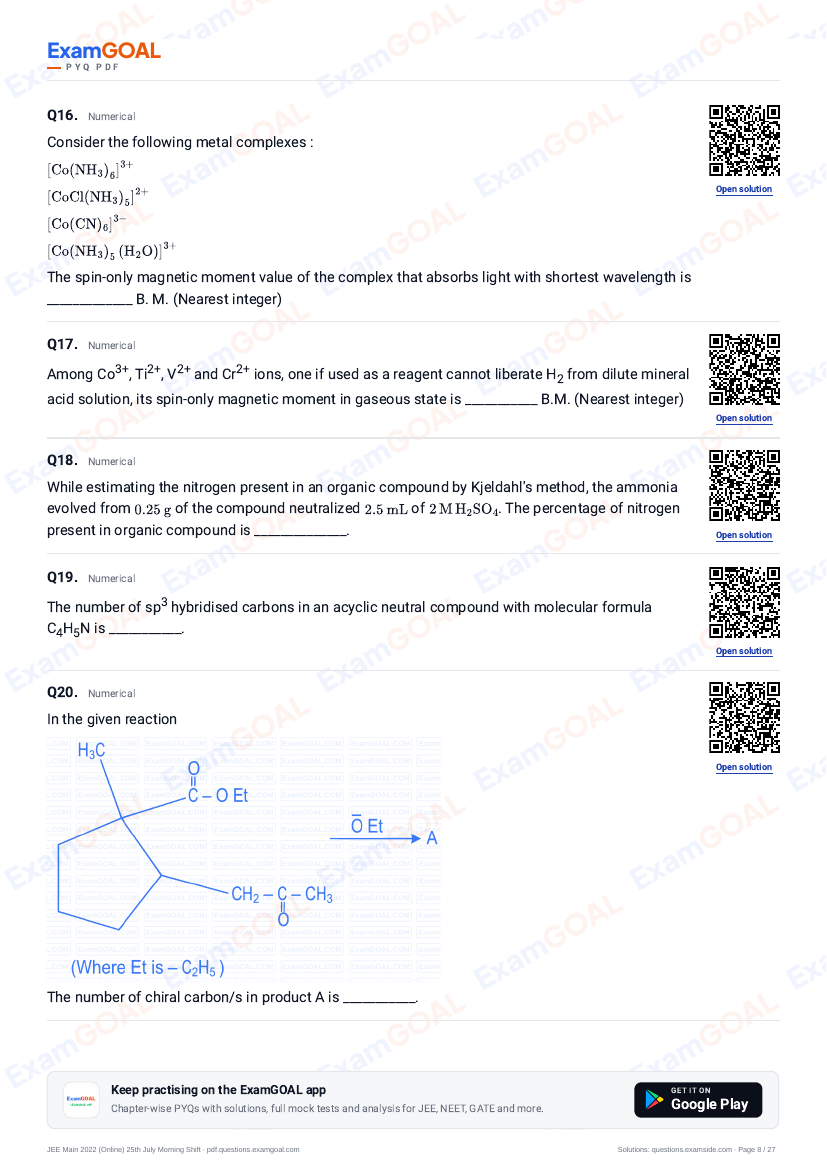 ExamGOAL
PYQ PDF
Q16. Numerical
Consider the following metal complexes :
[Co(NH₃)₆]³⁺
[CoCl(NH₃)₅]²⁺
[Co(CN)₆]³⁻
[Co(NH₃)₅ (H₂O)]³⁺
The spin-only magnetic moment value of the complex that absorbs light with shortest wavelength is
____________ B. M. (Nearest integer)
Open solution
Q17. Numerical
Among Co³⁺, Ti²⁺, V²⁺ and Cr²⁺ ions, one if used as a reagent cannot liberate H₂ from dilute mineral
acid solution, its spin-only magnetic moment in gaseous state is __________ B.M. (Nearest integer)
Open solution
Q18. Numerical
While estimating the nitrogen present in an organic compound by Kjeldahl's method, the ammonia
evolved from 0.25 g of the compound neutralized 2.5 mL of 2 M H₂SO₄. The percentage of nitrogen
present in organic compound is _____________.
Open solution
Q19. Numerical
The number of sp³ hybridised carbons in an acyclic neutral compound with molecular formula
C₄H₅N is __________.
Open solution
Q20. Numerical
In the given reaction
Open solution
H₃C
O
C – O Et
O̅ Et
A
CH₂ – C – CH₃
O
(Where Et is – C₂H₅ )
The number of chiral carbon/s in product A is __________.
Keep practising on the ExamGOAL app
Chapter-wise PYQs with solutions, full mock tests and analysis for JEE, NEET, GATE and more.
GET IT ON
Google Play
JEE Main 2022 (Online) 25th July Morning Shift · pdf.questions.examgoal.com
Solutions: questions.examside.com · Page 8 / 27